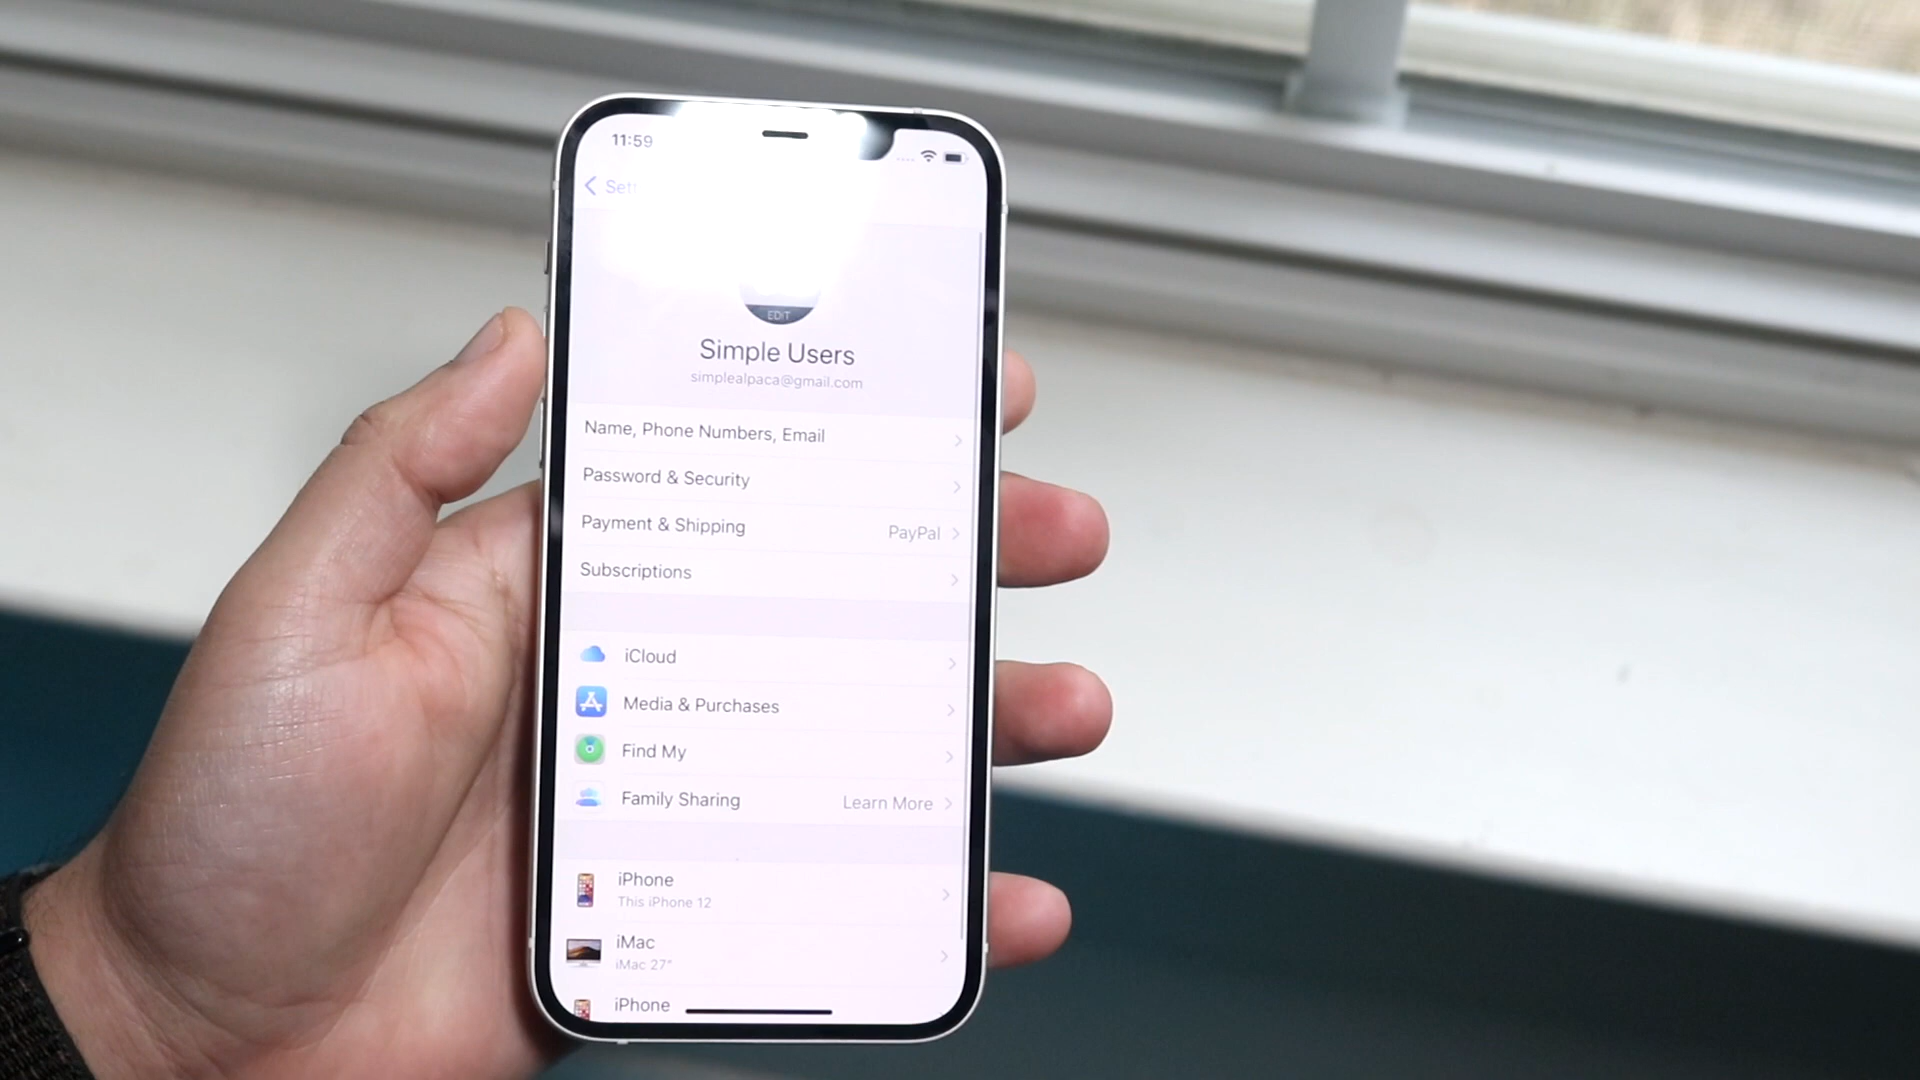 11:59
EDIT
Simple Users
simplealpaca@gmail.com
Name, Phone Numbers, Email
Password & Security
Payment & Shipping PayPal
Subscriptions
iCloud
Media & Purchases
Find My
Family Sharing Learn More
iPhone
This iPhone 12
iMac
iMac 27"
iPhone